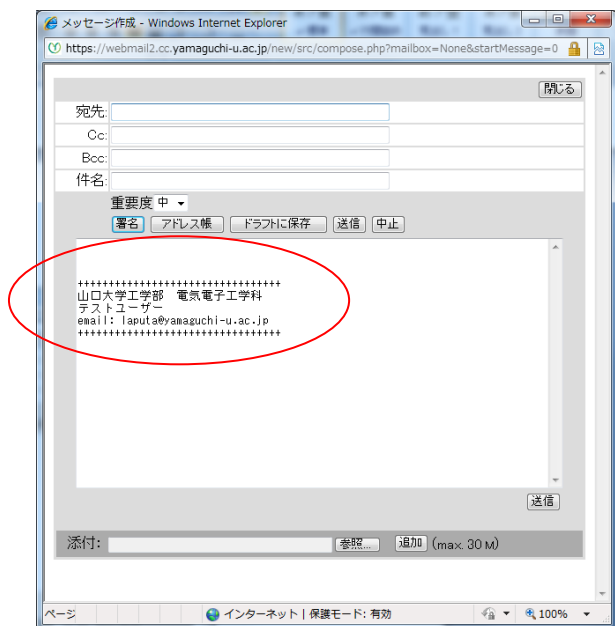 メッセージ作成 - Windows Internet Explorer
https://webmail2.cc.yamaguchi-u.ac.jp/new/src/compose.php?mailbox=None&startMessage=0
閉じる
宛先:
Cc:
Bcc:
件名:
重要度 中
署名 アドレス帳 ドラフトに保存 送信 中止
+++++++++++++++++++++++++++++++++
山口大学工学部　電気電子工学科
テストユーザー
email: laputa@yamaguchi-u.ac.jp
+++++++++++++++++++++++++++++++++
送信
添付: 参照... 追加 (max. 30 M)
ページ インターネット | 保護モード: 有効 100%